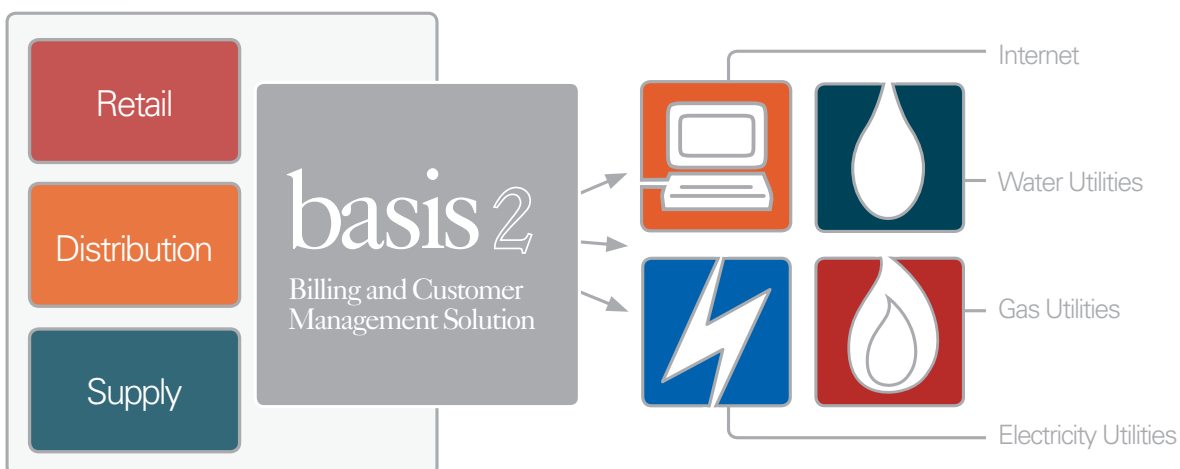 Retail
Distribution
Supply
basis 2
Billing and Customer
Management Solution
Internet
Water Utilities
Gas Utilities
Electricity Utilities